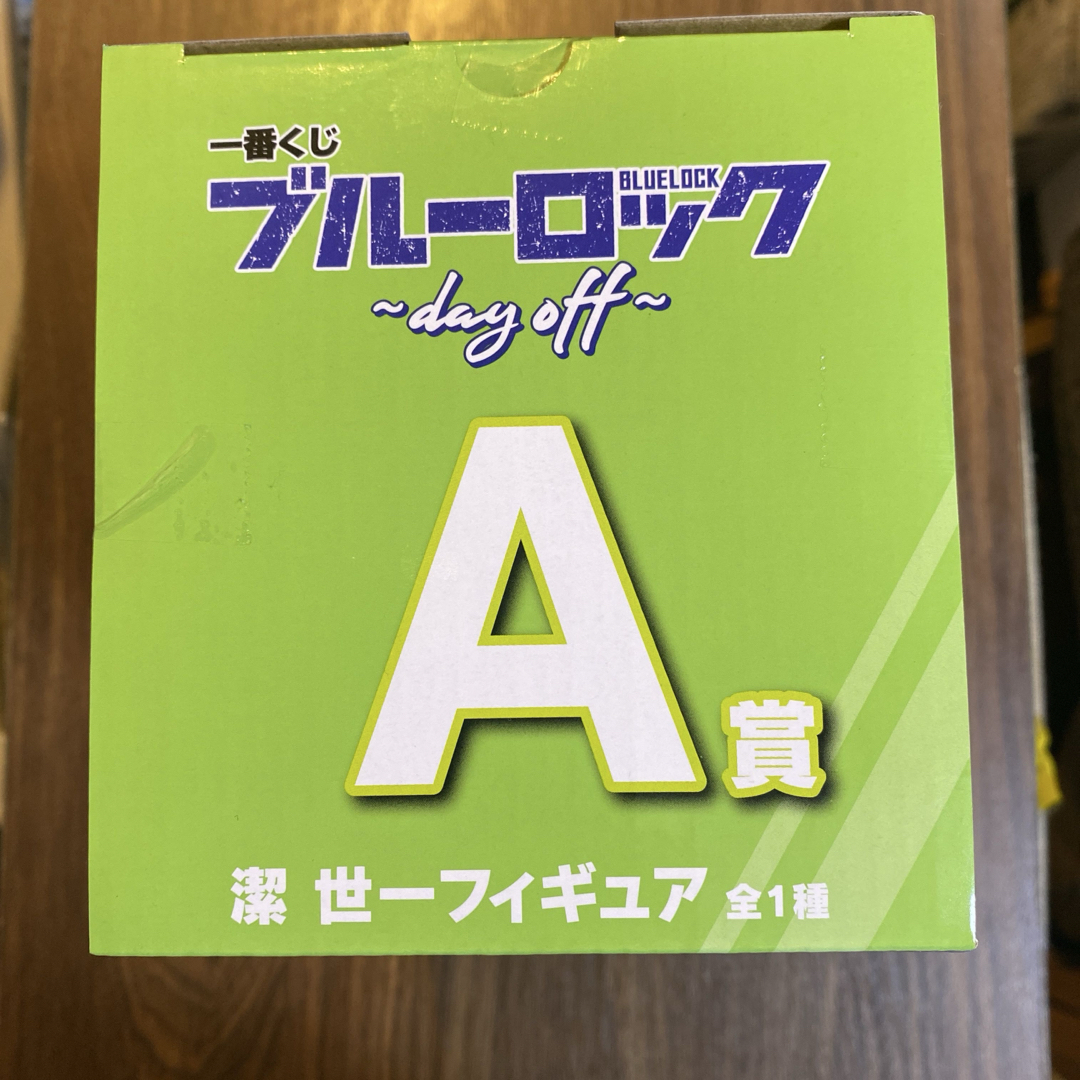 一番くじ
ブルーロック
BLUELOCK
~day off~
A賞
潔 世一フィギュア 全1種